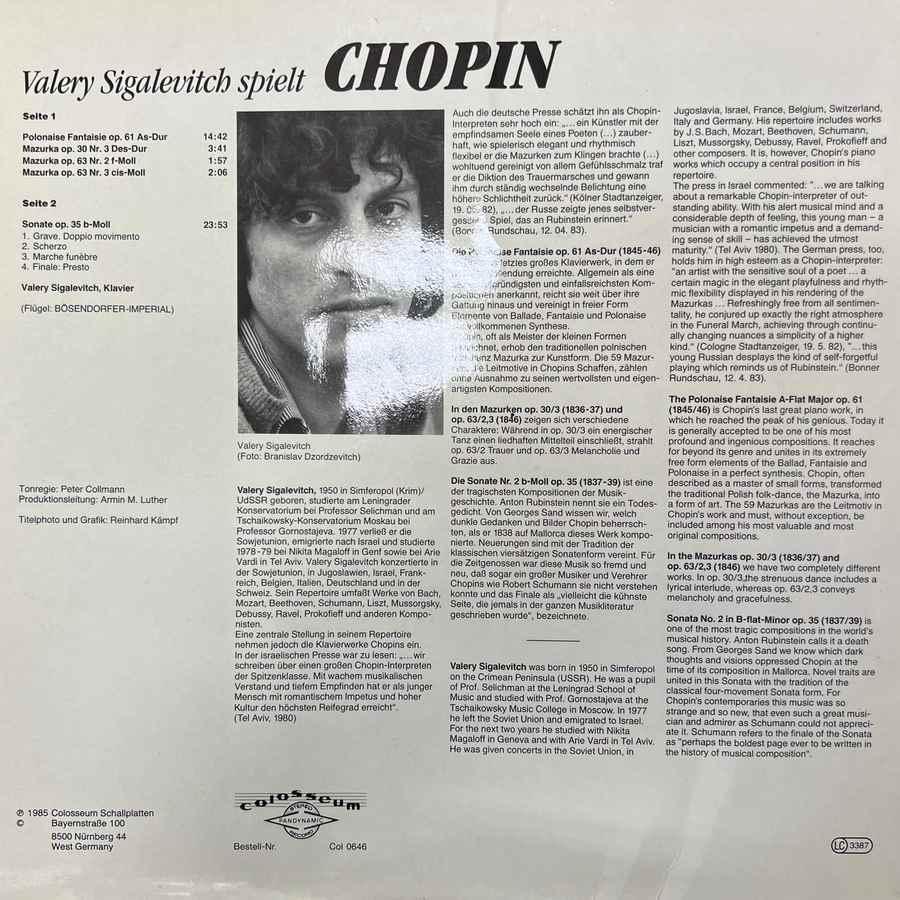 Valery Sigalevitch spielt CHOPIN
Seite 1
Polonaise Fantaisie op. 61 As-Dur 14:42
Mazurka op. 30 Nr. 3 Des-Dur 3:41
Mazurka op. 63 Nr. 2 f-Moll 1:57
Mazurka op. 63 Nr. 3 cis-Moll 2:06
Seite 2
Sonate op. 35 b-Moll 23:53
1. Grave. Doppio movimento
2. Scherzo
3. Marche funèbre
4. Finale: Presto
Valery Sigalevitch, Klavier
(Flügel: BÖSENDORFER-IMPERIAL)
Tonregie: Peter Collmann
Produktionsleitung: Armin M. Luther
Titelphoto und Grafik: Reinhard Kämpf
Valery Sigalevitch
(Foto: Branislav Dzordzevitch)
Valery Sigalevitch, 1950 in Simferopol (Krim)/
UdSSR geboren, studierte am Leningrader
Konservatorium bei Professor Selichman und am
Tschaikowsky-Konservatorium Moskau bei
Professor Gornostajeva. 1977 verließ er die
Sowjetunion, emigrierte nach Israel und studierte
1978-79 bei Nikita Magaloff in Genf sowie bei Arie
Vardi in Tel Aviv. Valery Sigalevitch konzertierte in
der Sowjetunion, in Jugoslawien, Israel, Frank-
reich, Belgien, Italien, Deutschland und in der
Schweiz. Sein Repertoire umfaßt Werke von Bach,
Mozart, Beethoven, Schumann, Liszt, Mussorgsky,
Debussy, Ravel, Prokofieff und anderen Kompo-
nisten.
Eine zentrale Stellung in seinem Repertoire
nehmen jedoch die Klavierwerke Chopins ein.
In der israelischen Presse war zu lesen: „... wir
schreiben über einen großen Chopin-Interpreten
der Spitzenklasse. Mit wachem musikalischen
Verstand und tiefem Empfinden hat er als junger
Mensch mit romantischem Impetus und hoher
Kultur den höchsten Reifegrad erreicht“.
(Tel Aviv, 1980)
Auch die deutsche Presse schätzt ihn als Chopin-
Interpreten sehr hoch ein: „... ein Künstler mit der
empfindsamen Seele eines Poeten (...) zauber-
haft, wie spielerisch elegant und rhythmisch
flexibel er die Mazurken zum Klingen brachte (...)
wohltuend gereinigt von allem Gefühlsschmalz traf
er die Diktion des Trauermarsches und gewann
ihm durch ständig wechselnde Belichtung eine
höhere Schlichtheit zurück.“ (Kölner Stadtanzeiger,
19. 05. 82), „... der Russe zeigte jenes selbstver-
Spiel, das an Rubinstein erinnert.“
(Bonner Rundschau, 12. 04. 83).
Die Polonaise Fantaisie op. 61 As-Dur (1845-46)
letztes großes Klavierwerk, in dem er
erreichte. Allgemein als eine
und einfallsreichsten Kom-
positionen anerkannt, reicht sie weit über ihre
Gattung hinaus und vereinigt in freier Form
Elemente von Ballade, Fantaisie und Polonaise
vollkommenen Synthese.
Chopin, oft als Meister der kleinen Formen
bezeichnet, erhob den traditionellen polnischen
Mazurka zur Kunstform. Die 59 Mazur-
Leitmotive in Chopins Schaffen, zählen
ohne Ausnahme zu seinen wertvollsten und eigen-
artigsten Kompositionen.
In den Mazurken op. 30/3 (1836-37) und
op. 63/2,3 (1846) zeigen sich verschiedene
Charaktere: Während in op. 30/3 ein energischer
Tanz einen liedhaften Mittelteil einschließt, strahlt
op. 63/2 Trauer und op. 63/3 Melancholie und
Grazie aus.
Die Sonate Nr. 2 b-Moll op. 35 (1837-39) ist eine
der tragischsten Kompositionen der Musik-
geschichte. Anton Rubinstein nennt sie ein Todes-
gedicht. Von Georges Sand wissen wir, welch
dunkle Gedanken und Bilder Chopin beherrsch-
ten, als er 1838 auf Mallorca dieses Werk kompo-
nierte. Neuerungen sind mit der Tradition der
klassischen viersätzigen Sonatenform vereint. Für
die Zeitgenossen war diese Musik so fremd und
neu, daß sogar ein großer Musiker und Verehrer
Chopins wie Robert Schumann sie nicht verstehen
konnte und das Finale als „vielleicht die kühnste
Seite, die jemals in der ganzen Musikliteratur
geschrieben wurde“, bezeichnete.
Valery Sigalevitch was born in 1950 in Simferopol
on the Crimean Peninsula (USSR). He was a pupil
of Prof. Selichman at the Leningrad School of
Music and studied with Prof. Gornostajeva at the
Tschaikowsky Music College in Moscow. In 1977
he left the Soviet Union and emigrated to Israel.
For the next two years he studied with Nikita
Magaloff in Geneva and with Arie Vardi in Tel Aviv.
He was given concerts in the Soviet Union, in
Jugoslavia, Israel, France, Belgium, Switzerland,
Italy and Germany. His repertoire includes works
by J. S. Bach, Mozart, Beethoven, Schumann,
Liszt, Mussorgsky, Debussy, Ravel, Prokofieff and
other composers. It is, however, Chopin's piano
works which occupy a central position in his
repertoire.
The press in Israel commented: "... we are talking
about a remarkable Chopin-interpreter of out-
standing ability. With his alert musical mind and a
considerable depth of feeling, this young man – a
musician with a romantic impetus and a demand-
ing sense of skill – has achieved the utmost
maturity." (Tel Aviv 1980). The German press, too,
holds him in high esteem as a Chopin-interpreter:
"an artist with the sensitive soul of a poet ... a
certain magic in the elegant playfulness and rhyth-
mic flexibility displayed in his rendering of the
Mazurkas ... Refreshingly free from all sentimen-
tality, he conjured up exactly the right atmosphere
in the Funeral March, achieving through continu-
ally changing nuances a simplicity of a higher
kind." (Cologne Stadtanzeiger, 19. 5. 82), "... this
young Russian desplays the kind of self-forgetful
playing which reminds us of Rubinstein." (Bonner
Rundschau, 12. 4. 83).
The Polonaise Fantaisie A-Flat Major op. 61
(1845/46) is Chopin's last great piano work, in
which he reached the peak of his genius. Today it
is generally accepted to be one of his most
profound and ingenious compositions. It reaches
far beyond its genre and unites in its extremely
free form elements of the Ballad, Fantaisie and
Polonaise in a perfect synthesis. Chopin, often
described as a master of small forms, transformed
the traditional Polish folk-dance, the Mazurka, into
a form of art. The 59 Mazurkas are the Leitmotiv in
Chopin's work and must, without exception, be
included among his most valuable and most
original compositions.
In the Mazurkas op. 30/3 (1836/37) and
op. 63/2,3 (1846) we have two completely different
works. In op. 30/3,the strenuous dance includes a
lyrical interlude, whereas op. 63/2,3 conveys
melancholy and gracefulness.
Sonata No. 2 in B-flat-Minor op. 35 (1837/39) is
one of the most tragic compositions in the world's
musical history. Anton Rubinstein calls it a death
song. From Georges Sand we know which dark
thoughts and visions oppressed Chopin at the
time of its composition in Mallorca. Novel traits are
united in this Sonata with the tradition of the
classical four-movement Sonata form. For
Chopin's contemporaries this music was so
strange and so new, that even such a great musi-
cian and admirer as Schumann could not appreci-
ate it. Schumann refers to the finale of the Sonata
as "perhaps the boldest page ever to be written in
the history of musical composition".
℗ 1985 Colosseum Schallplatten
© Bayernstraße 100
8500 Nürnberg 44
West Germany
colosseum
STEREO
PANDYNAMIC
RECORD
Bestell-Nr. Col 0646
LC 3387